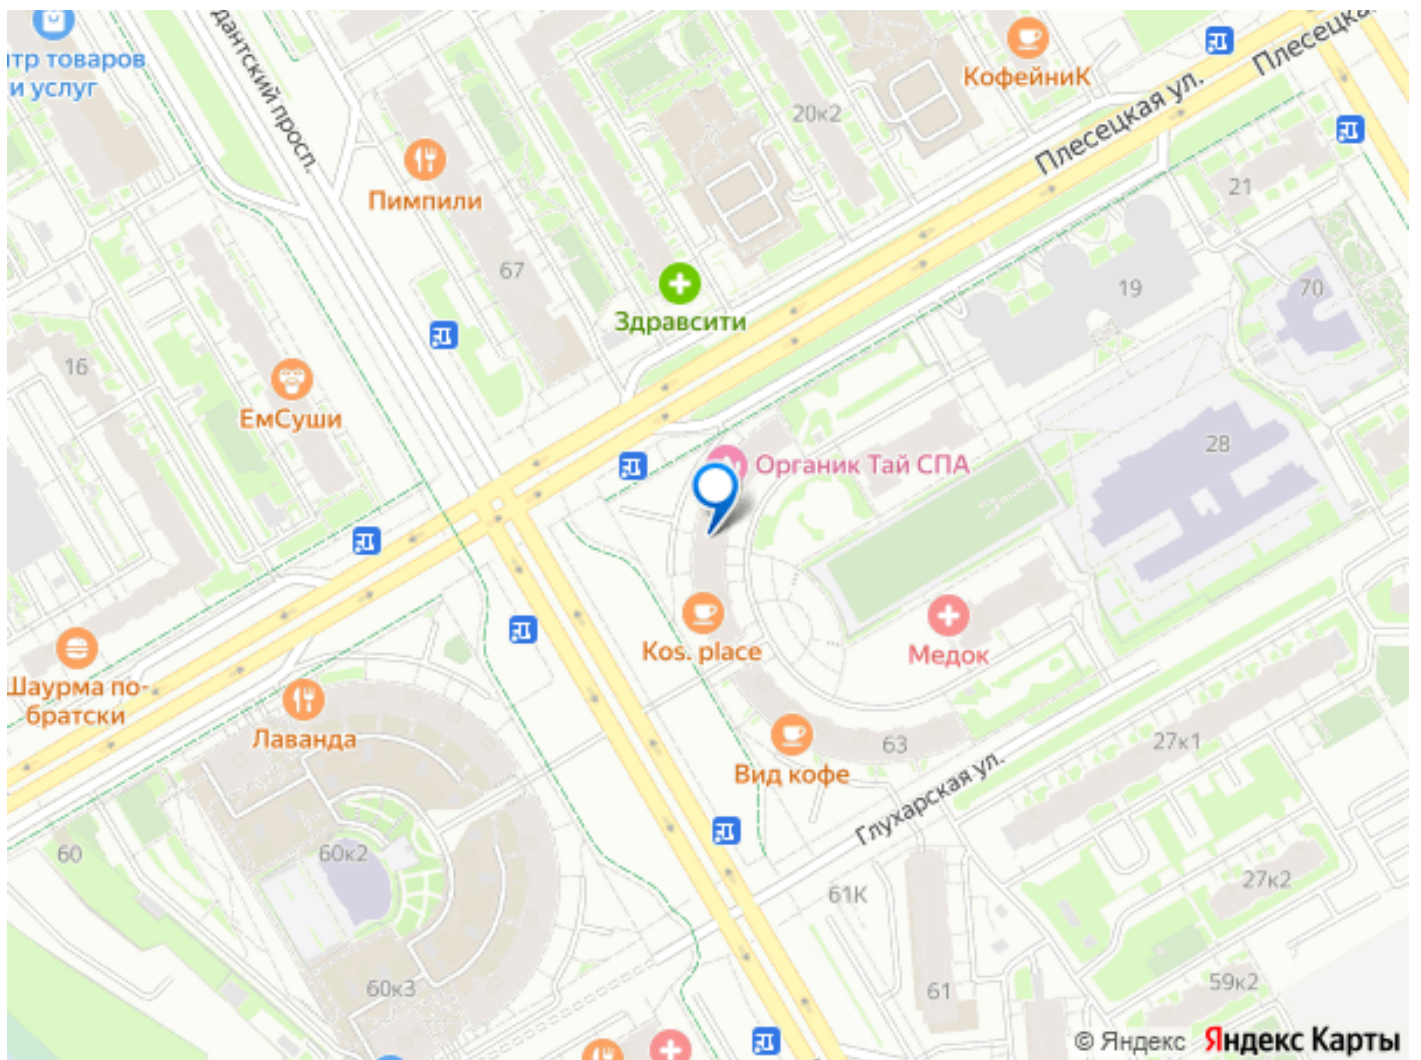 нтр товаров
и услуг
дантский просп.
КофейниК
Плесецкая ул.
Плесецка
20к2
Пимпили
21
67
19
70
Здравсити
16
ЕмСуши
28
Органик Тай СПА
Kos. place
Медок
Шаурма по-
братски
Лаванда
63
27к1
Вид кофе
Глухарская ул.
60
60к2
27к2
61К
60к3
61
59к2
© Яндекс Яндекс Карты